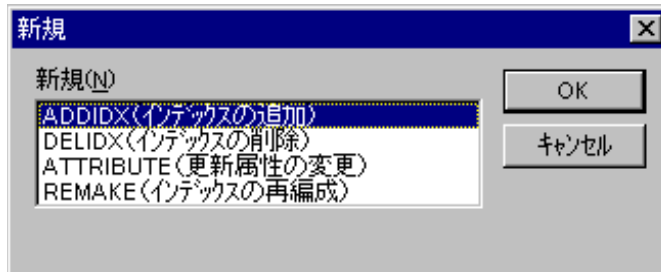 新規
新規(N)
ADDIDX(インデックスの追加)
DELIDX(インデックスの削除)
ATTRIBUTE(更新属性の変更)
REMAKE(インデックスの再編成)
OK
キャンセル